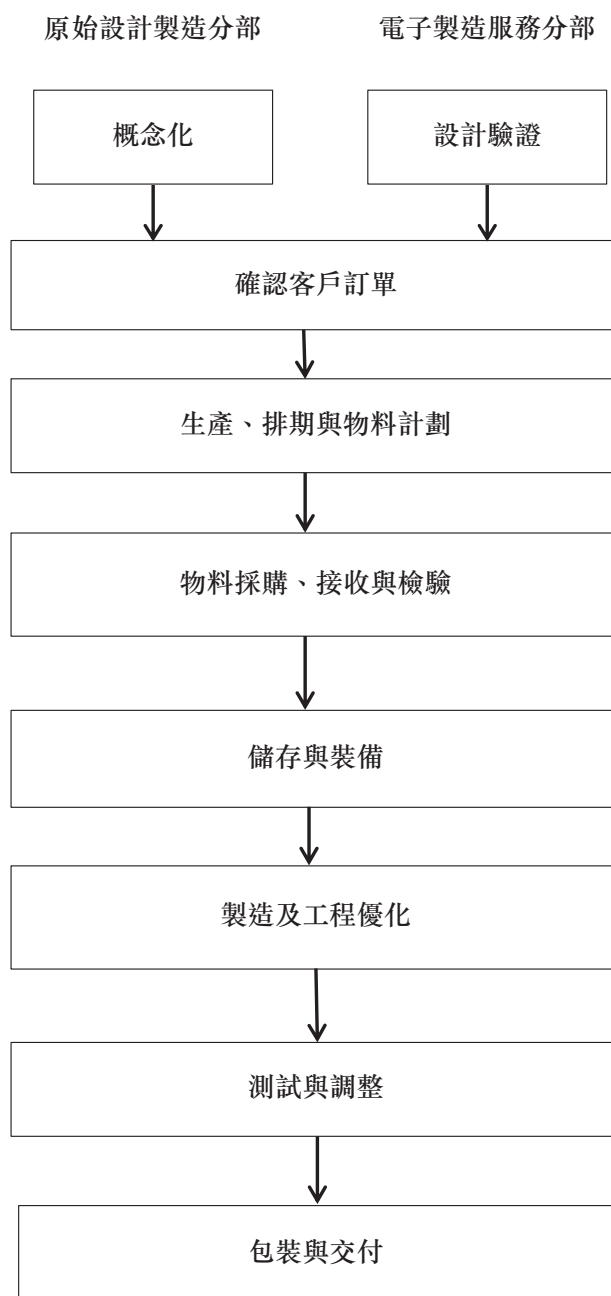 原始設計製造分部
電子製造服務分部
概念化
設計驗證
確認客戶訂單
生產、排期與物料計劃
物料採購、接收與檢驗
儲存與裝備
製造及工程優化
測試與調整
包裝與交付